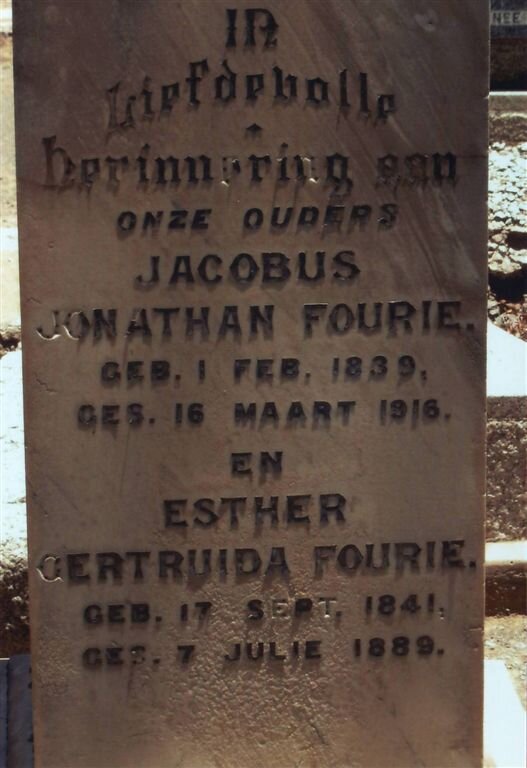 In
Liefdevolle
herinnering aan
ONZE OUDERS
JACOBUS
JONATHAN FOURIE.
GEB. 1 FEB. 1839,
GES. 16 MAART 1916.
EN
ESTHER
GERTRUIDA FOURIE.
GEB. 17 SEPT. 1841,
GES. 7 JULIE 1889.